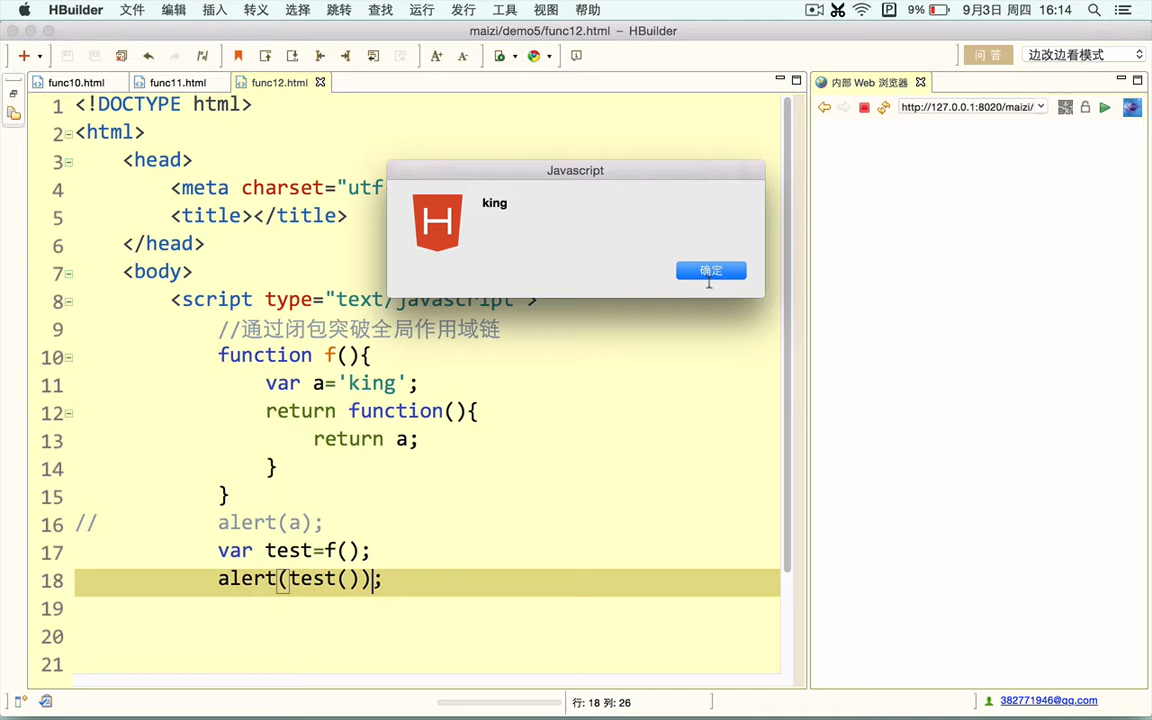 HBuilder 文件 编辑 插入 转义 选择 跳转 查找 运行 发行 工具 视图 帮助 9% 9月3日 周四 16:14
maizi/demo5/func12.html — HBuilder
问 答 边改边看模式
func10.html func11.html func12.html 内部 Web 浏览器
http://127.0.0.1:8020/maizi/
1 <!DOCTYPE html>
2 <html>
3 <head>
4 <meta charset="utf
5 <title></title>
6 </head>
7 <body>
8 <script type="text/javascript">
9 //通过闭包突破全局作用域链
10 function f(){
11 var a='king';
12 return function(){
13 return a;
14 }
15 }
16 // alert(a);
17 var test=f();
18 alert(test());
19
20
21
Javascript
king
确定
行: 18 列: 26
382771946@qq.com